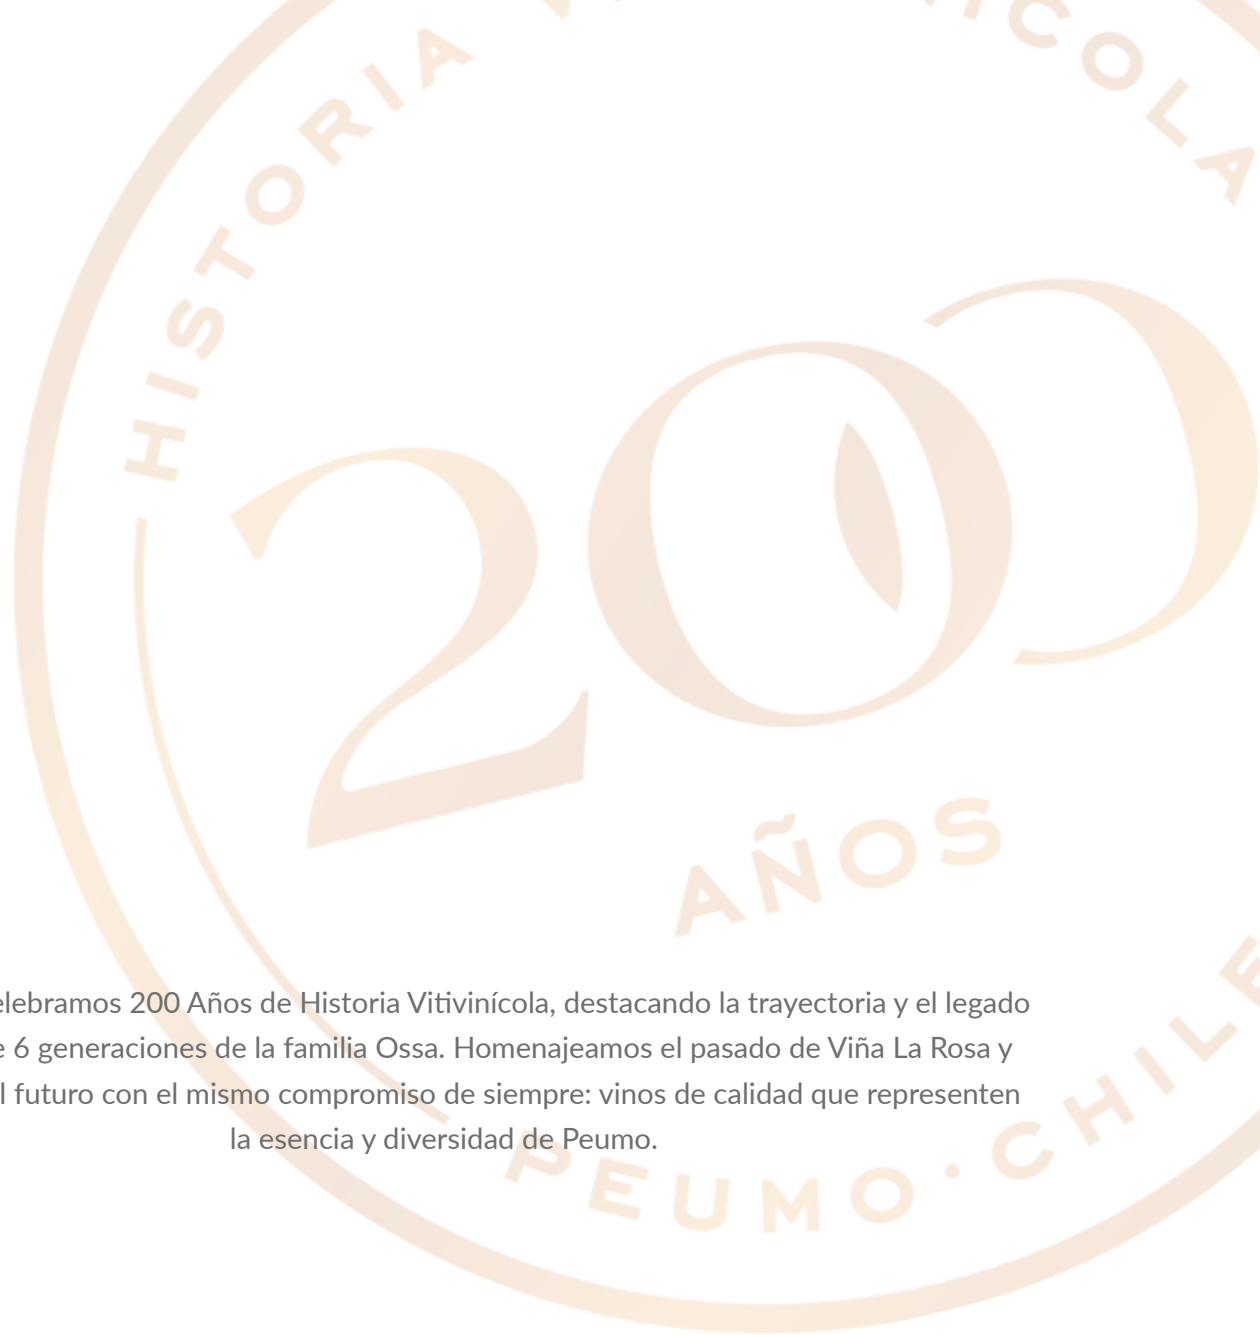 HISTORIA
ICOLA
200
AÑOS
elebramos 200 Años de Historia Vitivinícola, destacando la trayectoria y el legado
e 6 generaciones de la familia Ossa. Homenajeamos el pasado de Viña La Rosa y
l futuro con el mismo compromiso de siempre: vinos de calidad que representen
la esencia y diversidad de Peumo.
PEUMO · CHILE